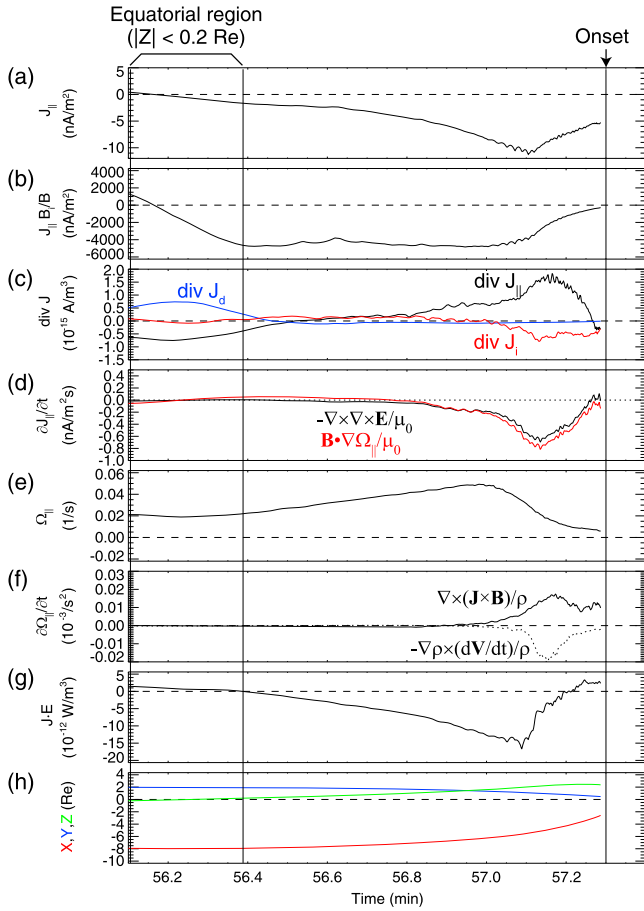 Equatorial region
(|Z| < 0.2 Re)
Onset
(a)
J||
(nA/m²)
5
0
-5
-10
(b)
J|| Bᵢ/B
(nA/m²)
4000
2000
0
-2000
-4000
-6000
(c)
div J
(10⁻¹⁵ A/m³)
2.0
1.5
1.0
0.5
0.0
-0.5
-1.0
-1.5
div J_d
div J||
div J_i
(d)
∂J||/∂t
(nA/m²s)
0.4
0.2
0.0
-0.2
-0.4
-0.6
-0.8
-1.0
-∇×∇×E/μ₀
B•∇Ω||/μ₀
(e)
Ω||
(1/s)
0.06
0.04
0.02
0.00
-0.02
(f)
∂Ω||/∂t
(10⁻³/s²)
0.03
0.02
0.01
0.00
-0.01
-0.02
∇×(J×B)/ρ
-∇ρ×(dV/dt)/ρ
(g)
J·E
(10⁻¹² W/m³)
5
0
-5
-10
-15
-20
(h)
X,Y,Z (Re)
4
2
0
-2
-4
-6
-8
-10
56.2
56.4
56.6
56.8
57.0
57.2
Time (min)